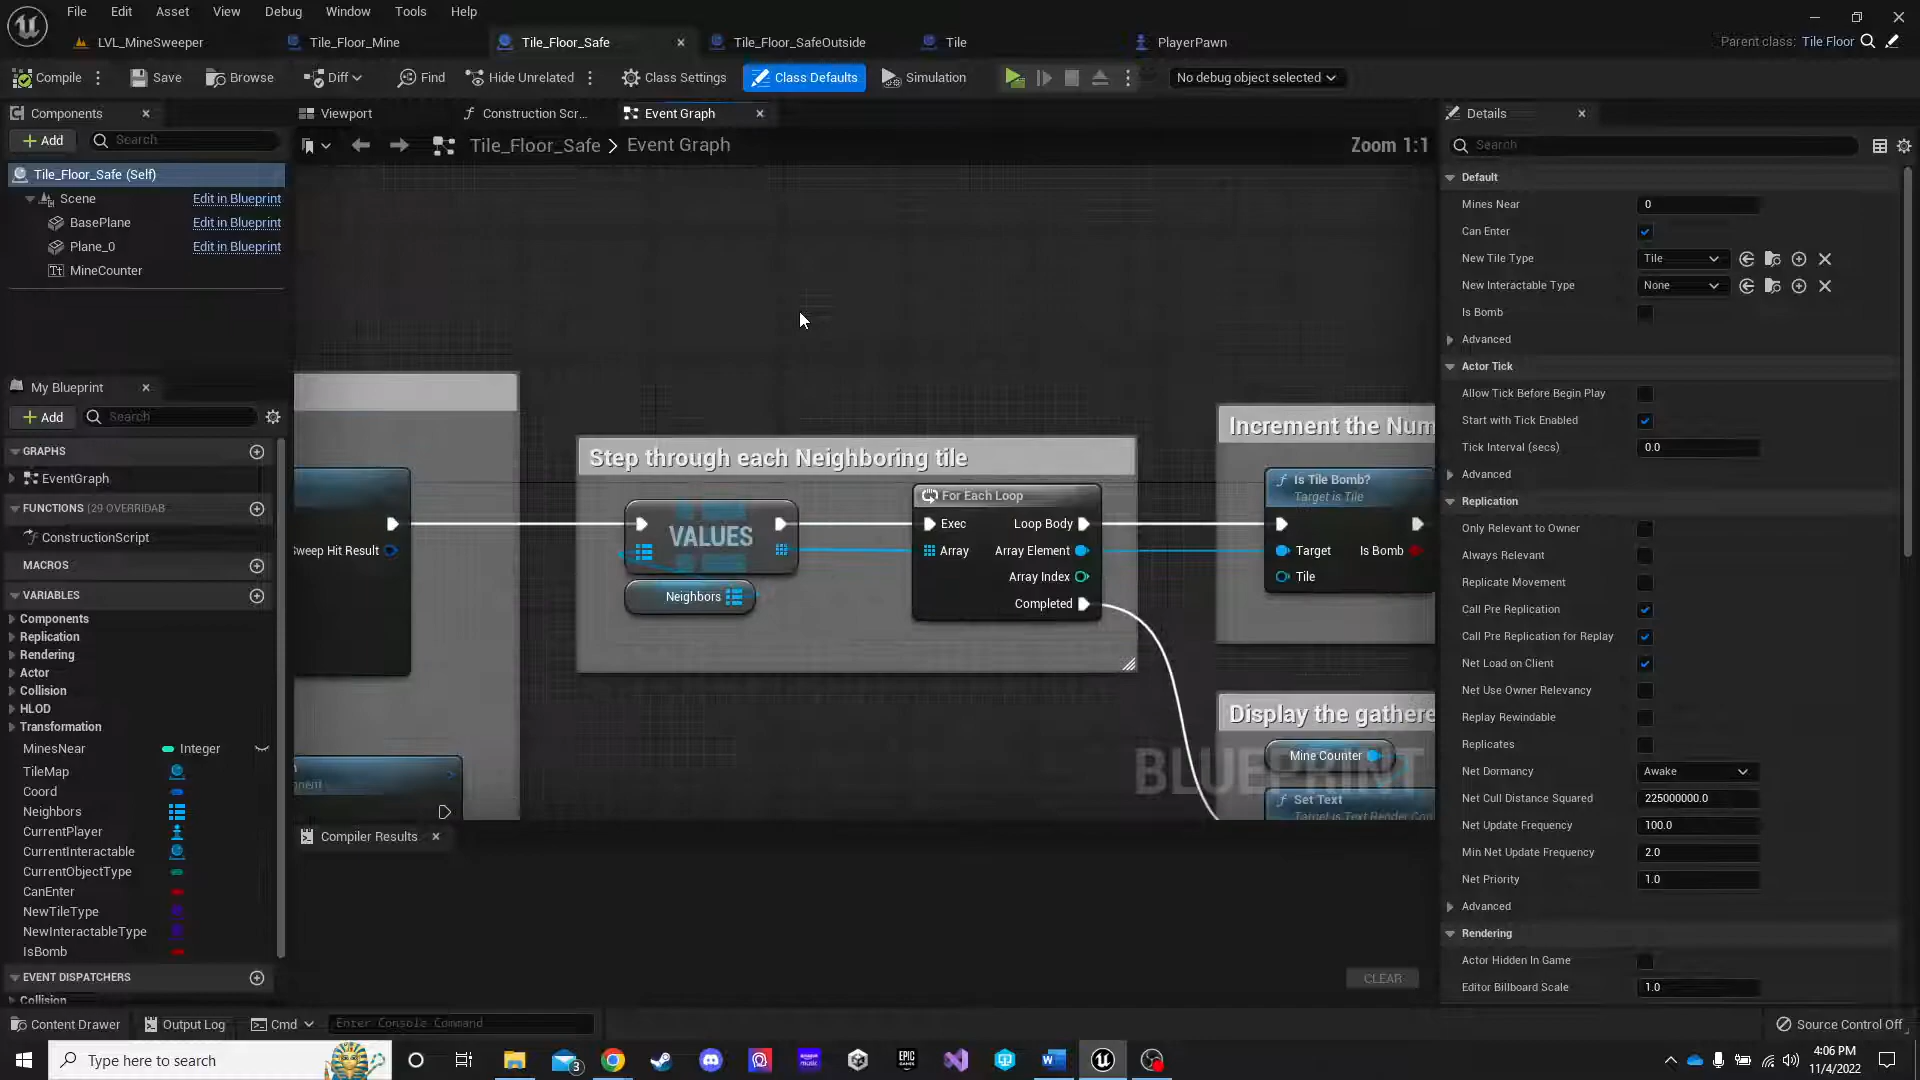 File Edit Asset View Debug Window Tools Help
LVL_MineSweeper Tile_Floor_Mine Tile_Floor_Safe Tile_Floor_SafeOutside Tile PlayerPawn Parent class: Tile Floor
Compile Save Browse Diff Find Hide Unrelated Class Settings Class Defaults Simulation No debug object selected
Components
Add Search
Tile_Floor_Safe (Self)
Scene Edit in Blueprint
BasePlane Edit in Blueprint
Plane_0 Edit in Blueprint
MineCounter
My Blueprint
Add Search
GRAPHS
EventGraph
FUNCTIONS (29 OVERRIDAB
ConstructionScript
MACROS
VARIABLES
Components
Replication
Rendering
Actor
Collision
HLOD
Transformation
MinesNear Integer
TileMap
Coord
Neighbors
CurrentPlayer
CurrentInteractable
CurrentObjectType
CanEnter
NewTileType
NewInteractableType
IsBomb
EVENT DISPATCHERS
Collision
Viewport Construction Scr... Event Graph
Tile_Floor_Safe > Event Graph Zoom 1:1
Sweep Hit Result
Step through each Neighboring tile
VALUES
Neighbors
For Each Loop
Exec Loop Body
Array Array Element
Array Index
Completed
Increment the Num
Is Tile Bomb?
Target is Tile
Target Is Bomb
Tile
Display the gathere
Mine Counter
Set Text
Target is Text Render Con
BLUEPRINT
Compiler Results
CLEAR
Details
Search
Default
Mines Near 0
Can Enter
New Tile Type Tile
New Interactable Type None
Is Bomb
Advanced
Actor Tick
Allow Tick Before Begin Play
Start with Tick Enabled
Tick Interval (secs) 0.0
Advanced
Replication
Only Relevant to Owner
Always Relevant
Replicate Movement
Call Pre Replication
Call Pre Replication for Replay
Net Load on Client
Net Use Owner Relevancy
Replay Rewindable
Replicates
Net Dormancy Awake
Net Cull Distance Squared 225000000.0
Net Update Frequency 100.0
Min Net Update Frequency 2.0
Net Priority 1.0
Advanced
Rendering
Actor Hidden In Game
Editor Billboard Scale 1.0
Content Drawer Output Log Cmd Enter Console Command Source Control Off
Type here to search
3
EPIC
4:06 PM
11/4/2022